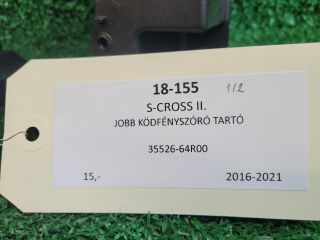 18-155 1/2
S-CROSS II.
JOBB KÖDFÉNYSZÓRÓ TARTÓ
35526-64R00
15,- 2016-2021